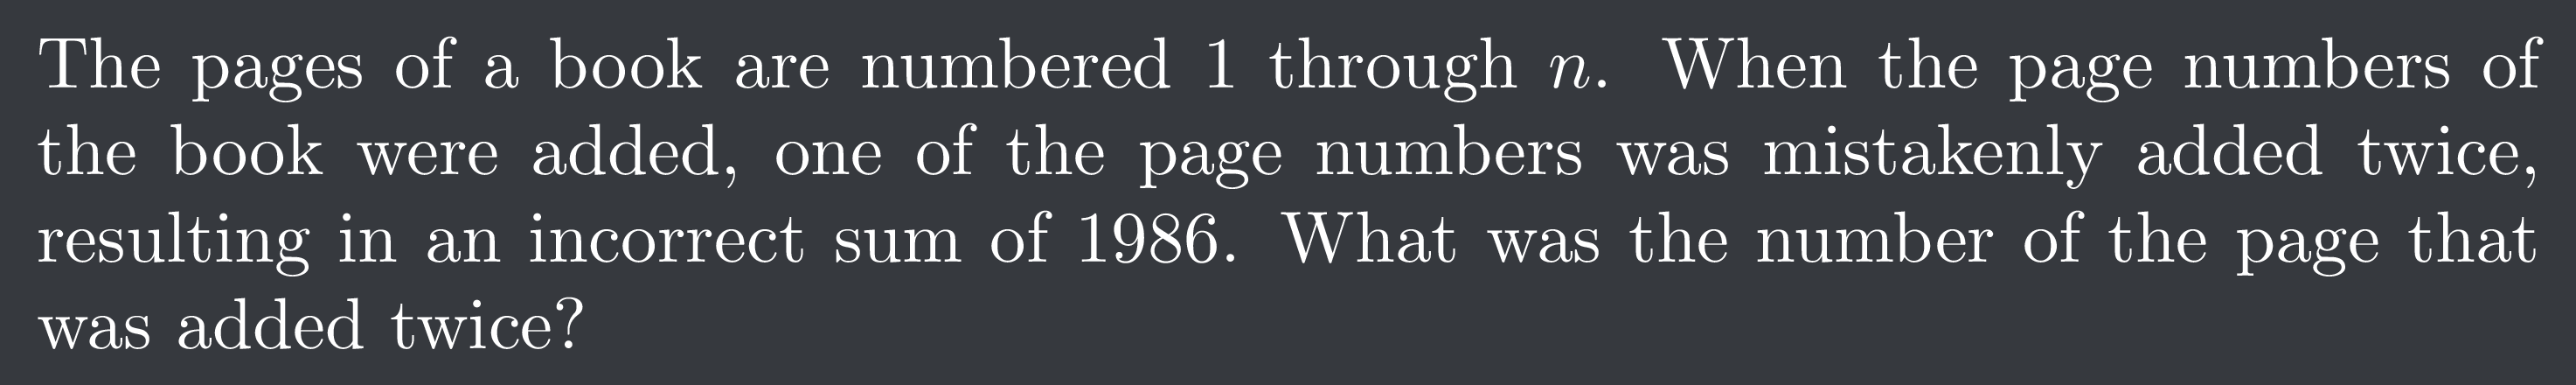 The pages of a book are numbered 1 through n. When the page numbers of
the book were added, one of the page numbers was mistakenly added twice,
resulting in an incorrect sum of 1986. What was the number of the page that
was added twice?